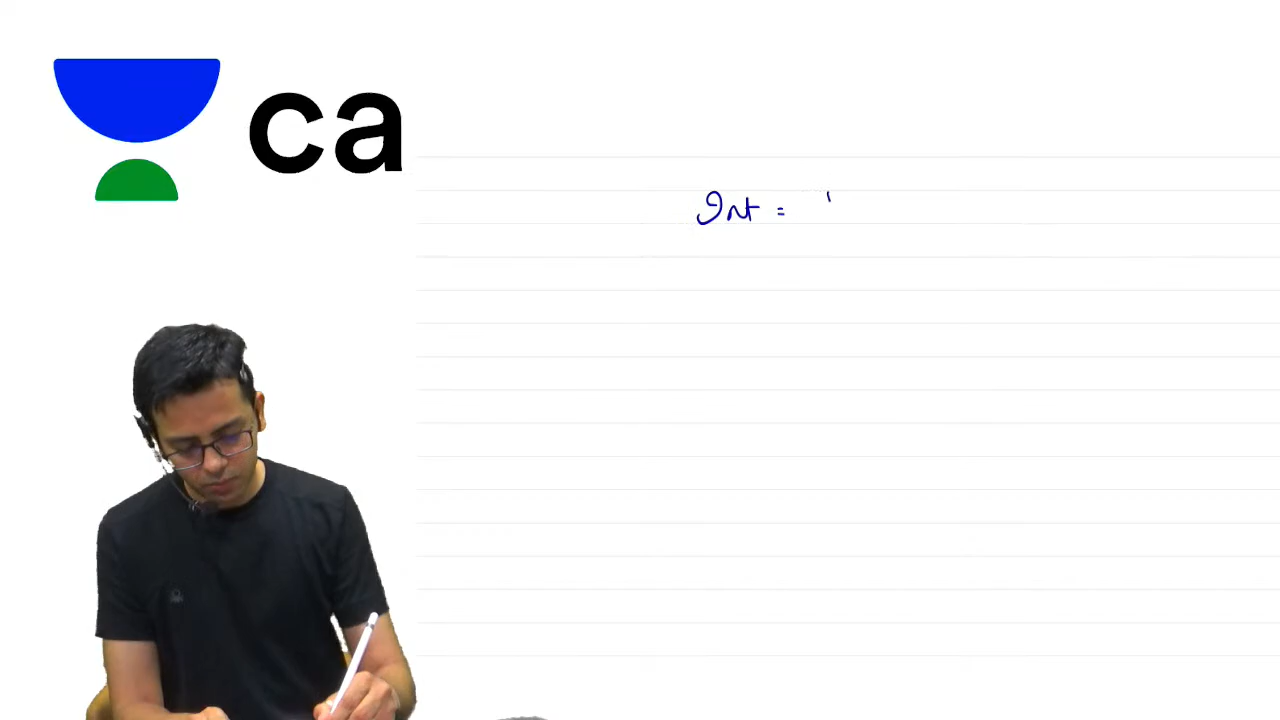 ca
Int =